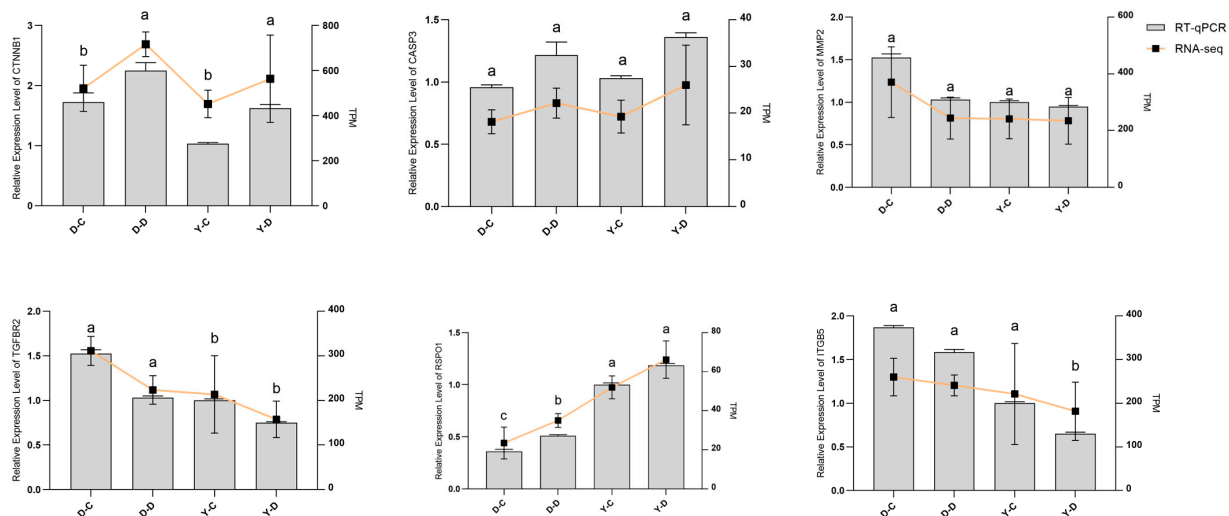 Relative Expression Level of CTNNB1
3
2
1
0
b
a
b
a
800
600
400
200
0
TPM
D-C
D-D
Y-C
Y-D
Relative Expression Level of CASP3
1.5
1.0
0.5
0.0
a
a
a
a
40
30
20
10
0
TPM
D-C
D-D
Y-C
Y-D
Relative Expression Level of MMP2
2.0
1.5
1.0
0.5
0.0
a
a
a
a
600
400
200
0
TPM
D-C
D-D
Y-C
Y-D
RT-qPCR
RNA-seq
Relative Expression Level of TGFBR2
2.0
1.5
1.0
0.5
0.0
a
a
b
b
400
300
200
100
0
TPM
D-C
D-D
Y-C
Y-D
Relative Expression Level of RSPO1
1.5
1.0
0.5
0.0
c
b
a
a
80
60
40
20
0
TPM
D-C
D-D
Y-C
Y-D
Relative Expression Level of ITGB5
2.0
1.5
1.0
0.5
0.0
a
a
a
b
400
300
200
100
0
TPM
D-C
D-D
Y-C
Y-D